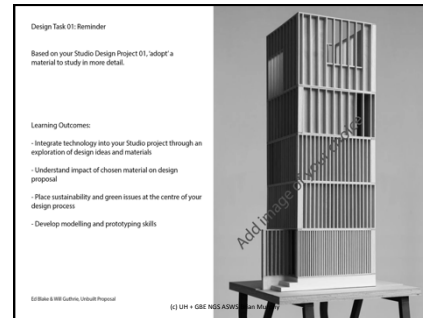 Design Task 01: Reminder
Based on your Studio Design Project 01, 'adopt' a
material to study in more detail.
Learning Outcomes:
- Integrate technology into your Studio project through an
exploration of design ideas and materials
- Understand impact of chosen material on design
proposal
- Place sustainability and green issues at the centre of your
design process
- Develop modelling and prototyping skills
Add image of your choice
Ed Blake & Will Guthrie, Unbuilt Proposal
(c) UH + GBE NGS ASWS Brian Murphy